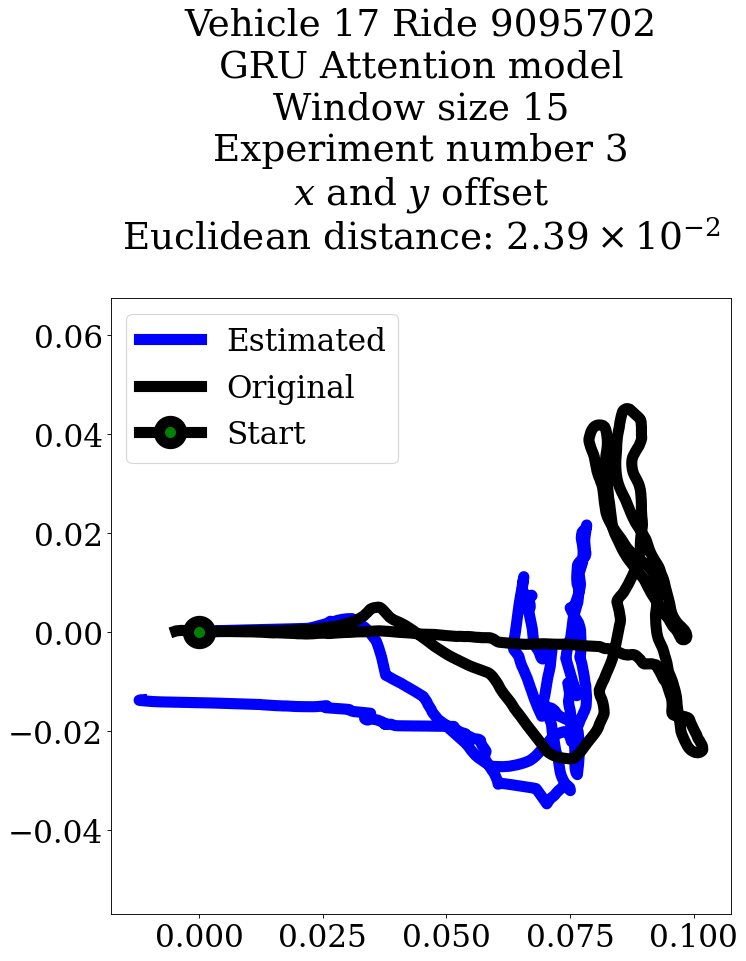 Vehicle 17 Ride 9095702
GRU Attention model
Window size 15
Experiment number 3
x and y offset
Euclidean distance: 2.39 × 10⁻²
Estimated
Original
Start
0.06
0.04
0.02
0.00
−0.02
−0.04
0.000 0.025 0.050 0.075 0.100